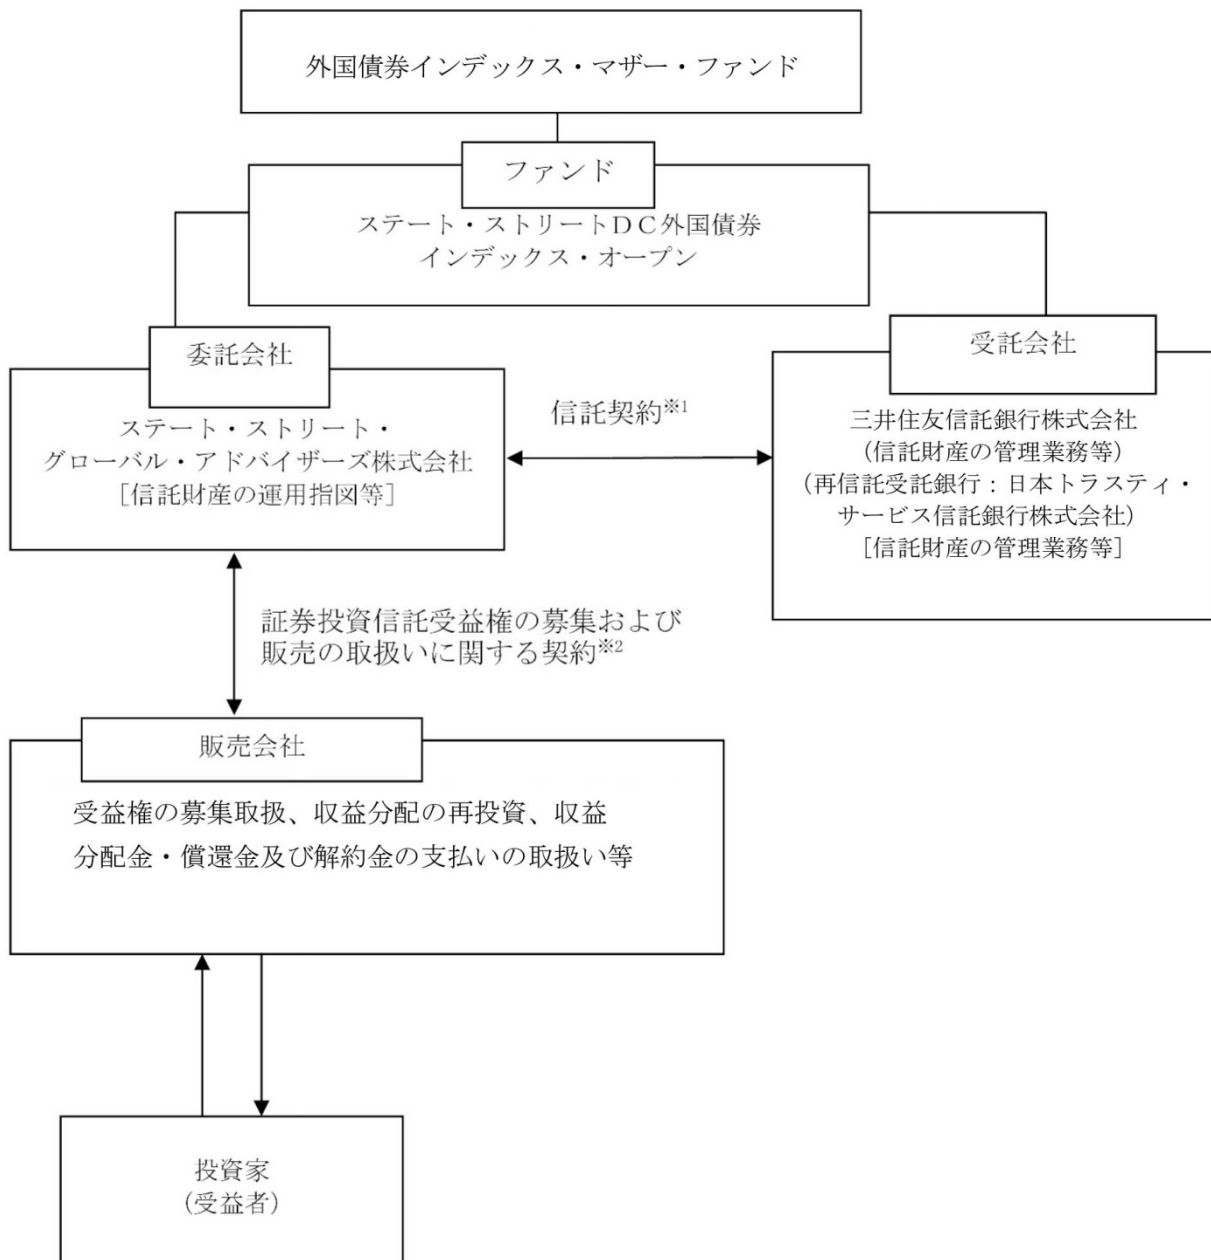 外国債券インデックス・マザー・ファンド
ファンド
ステート・ストリートDC外国債券
インデックス・オープン
委託会社
ステート・ストリート・
グローバル・アドバイザーズ株式会社
[信託財産の運用指図等]
信託契約※1
受託会社
三井住友信託銀行株式会社
(信託財産の管理業務等)
(再信託受託銀行：日本トラスティ・
サービス信託銀行株式会社)
[信託財産の管理業務等]
証券投資信託受益権の募集および
販売の取扱いに関する契約※2
販売会社
受益権の募集取扱、収益分配の再投資、収益
分配金・償還金及び解約金の支払いの取扱い等
投資家
(受益者)